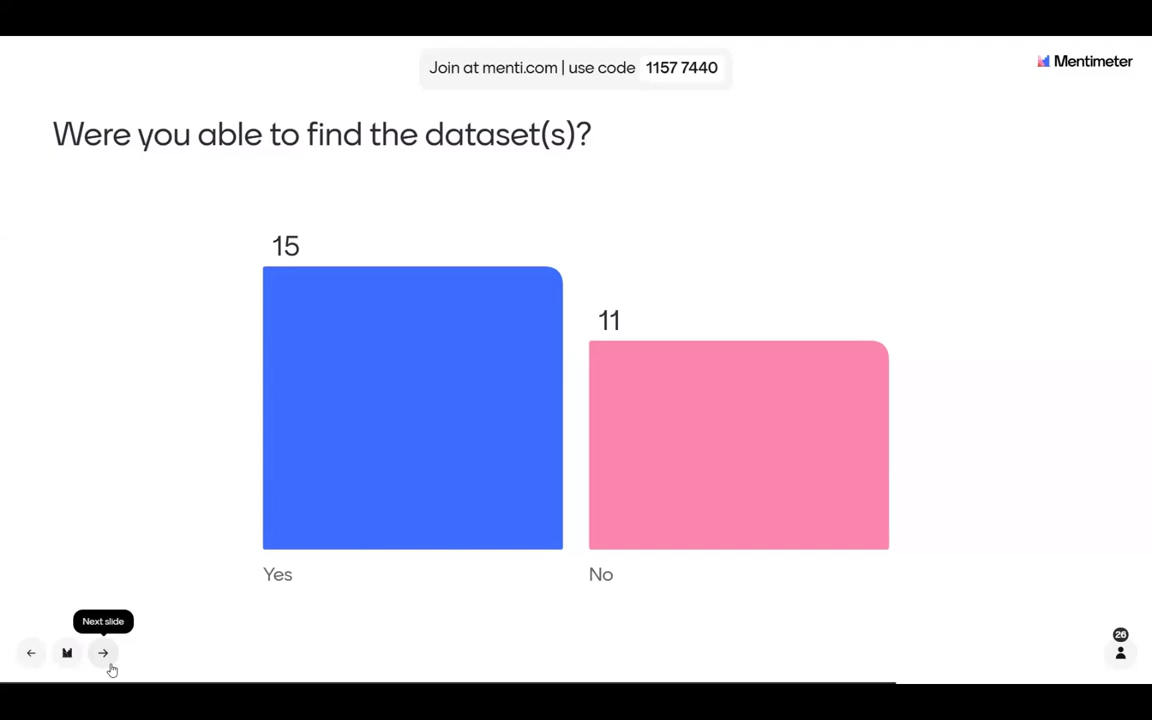 Join at menti.com | use code 1157 7440
Mentimeter
Were you able to find the dataset(s)?
15
11
Yes
No
Next slide
26